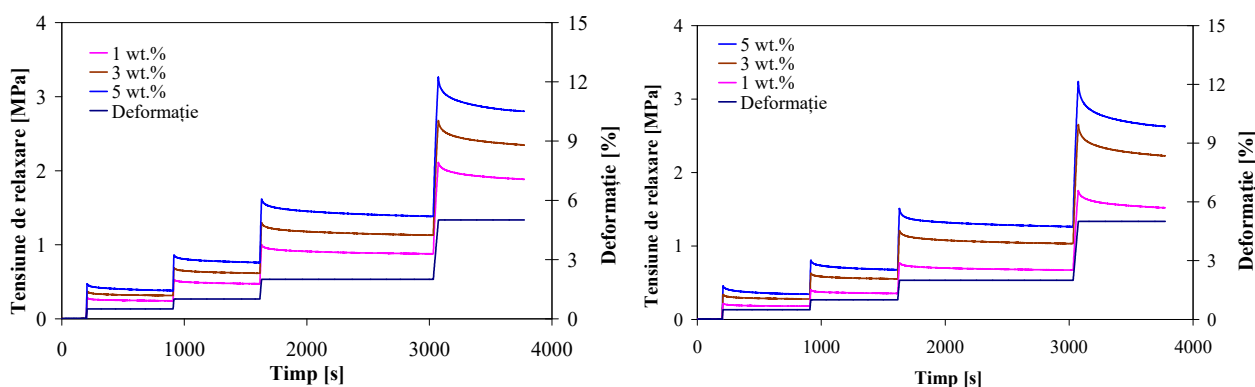 4
3
2
1
0
Tensiune de relaxare [MPa]
1 wt.%
3 wt.%
5 wt.%
Deformație
15
12
9
6
3
0
Deformație [%]
0
1000
2000
3000
4000
Timp [s]
4
3
2
1
0
Tensiune de relaxare [MPa]
5 wt.%
3 wt.%
1 wt.%
Deformație
15
12
9
6
3
0
Deformație [%]
0
1000
2000
3000
4000
Timp [s]